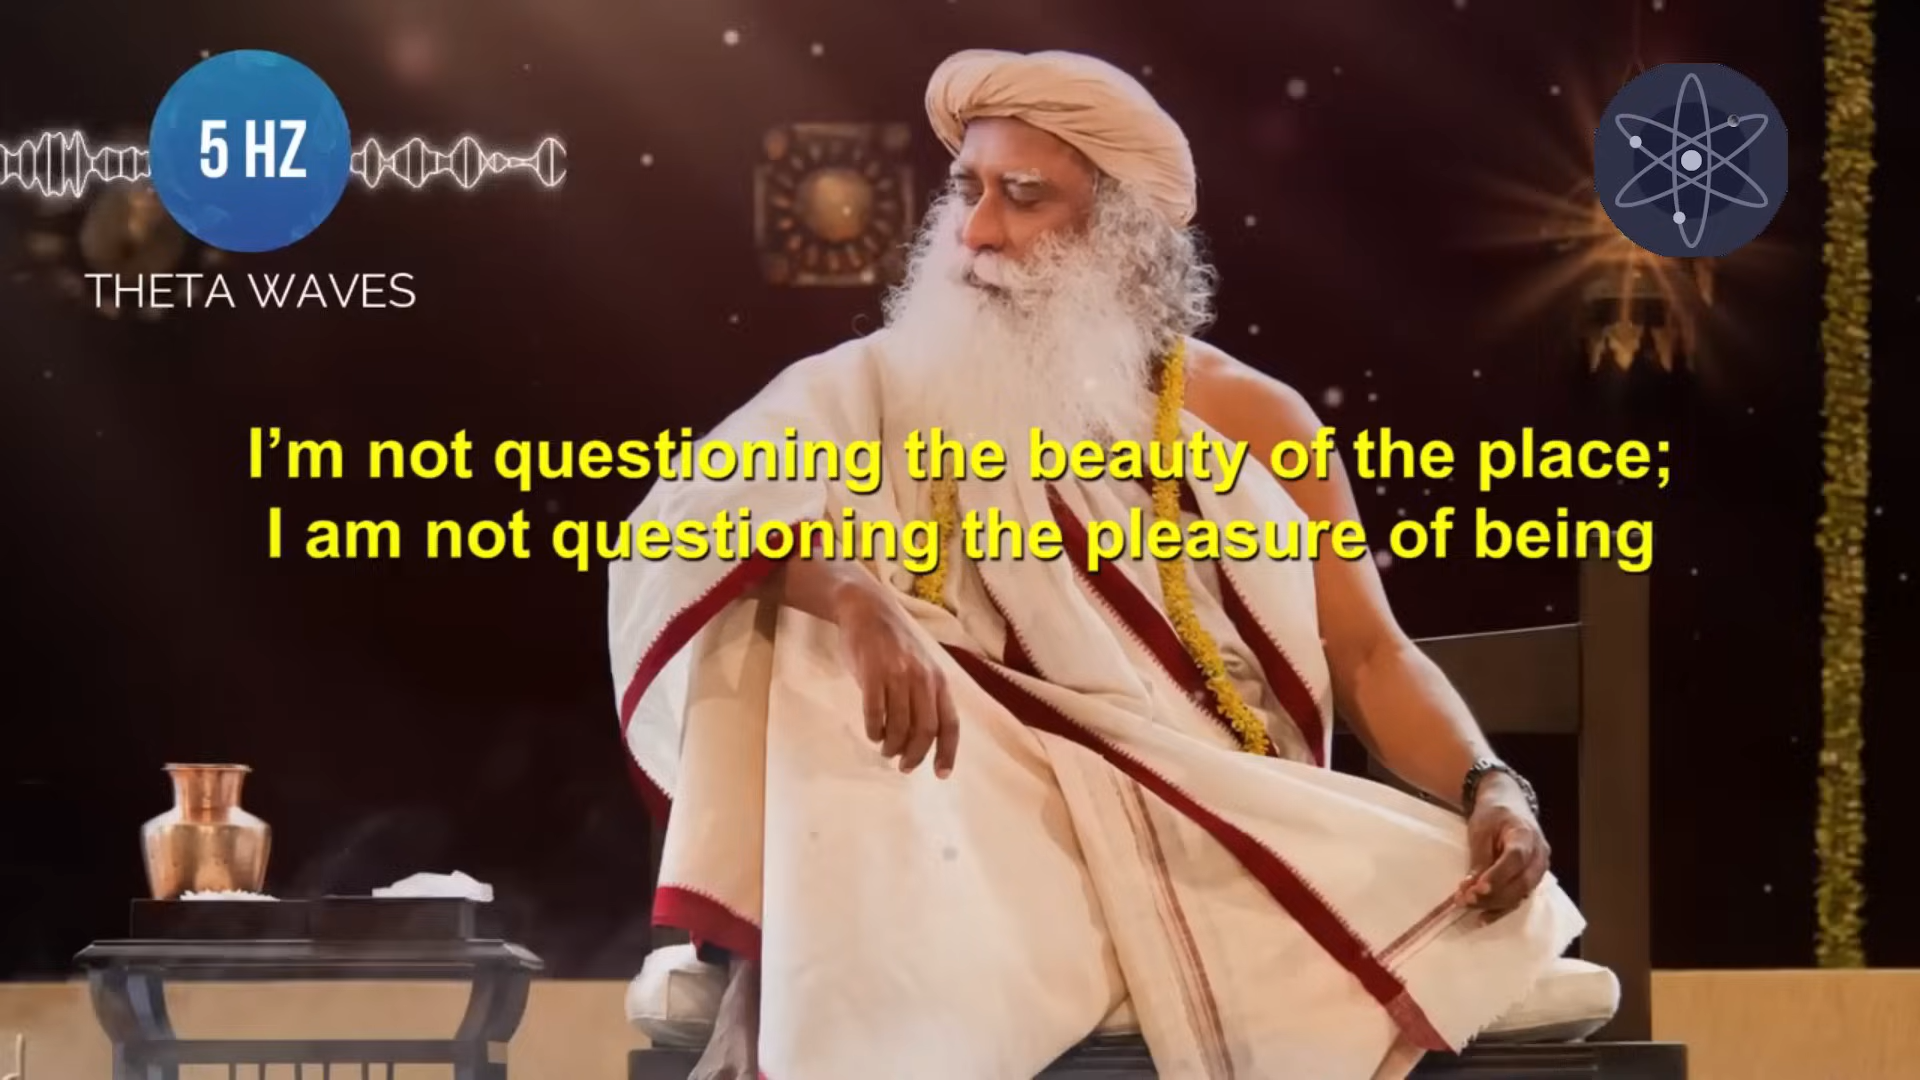 5 HZ
THETA WAVES
I’m not questioning the beauty of the place;
I am not questioning the pleasure of being